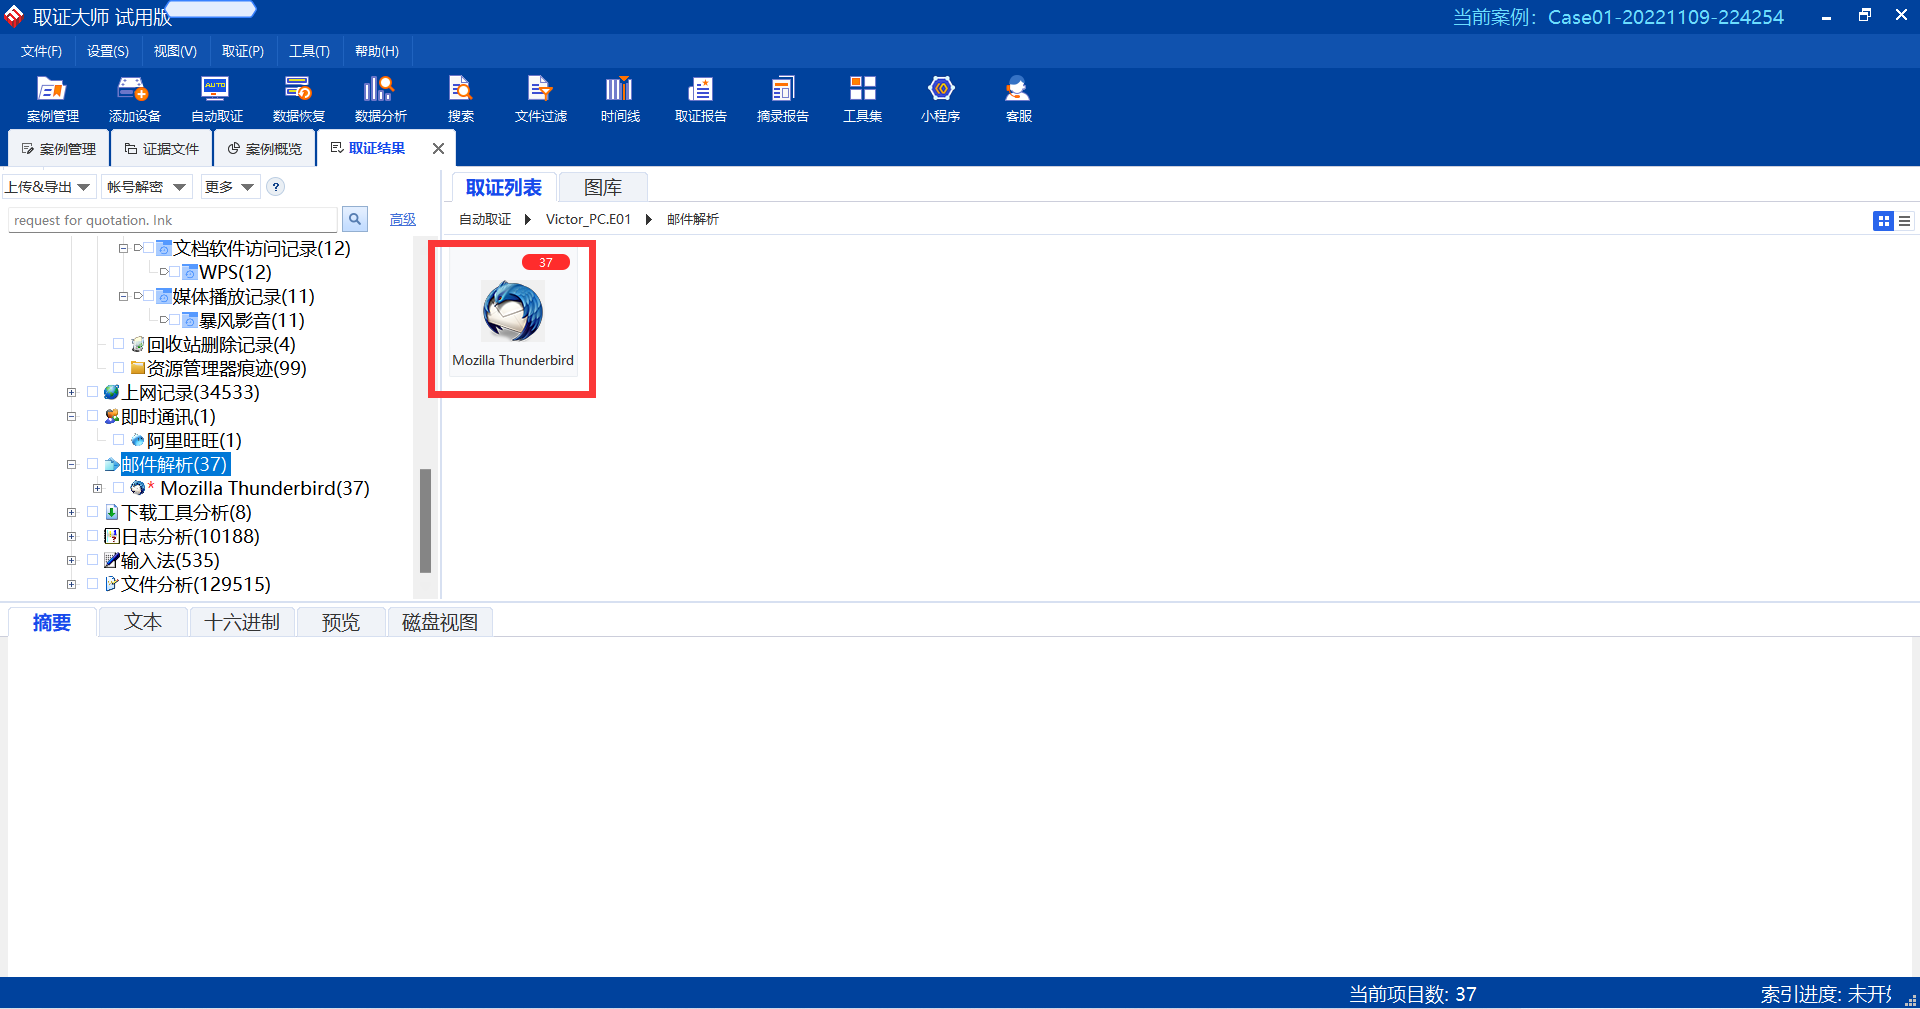 取证大师 试用版
当前案例：Case01-20221109-224254
文件(F) 设置(S) 视图(V) 取证(P) 工具(T) 帮助(H)
案例管理 添加设备 自动取证 数据恢复 数据分析 搜索 文件过滤 时间线 取证报告 摘录报告 工具集 小程序 客服
案例管理 证据文件 案例概览 取证结果
上传&导出 帐号解密 更多 ?
取证列表 图库
request for quotation. lnk 高级
自动取证 Victor_PC.E01 邮件解析
文档软件访问记录(12)
WPS(12)
媒体播放记录(11)
暴风影音(11)
回收站删除记录(4)
资源管理器痕迹(99)
上网记录(34533)
即时通讯(1)
阿里旺旺(1)
邮件解析(37)
* Mozilla Thunderbird(37)
下载工具分析(8)
日志分析(10188)
输入法(535)
文件分析(129515)
37
Mozilla Thunderbird
摘要 文本 十六进制 预览 磁盘视图
当前项目数: 37
索引进度: 未开